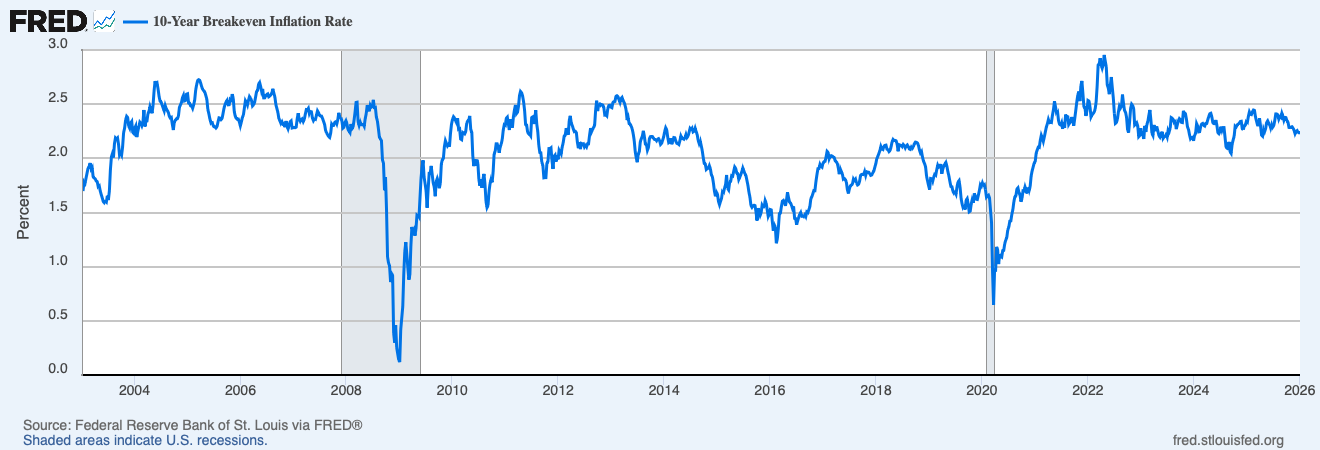 FRED 10-Year Breakeven Inflation Rate
3.0
2.5
2.0
1.5
1.0
0.5
0.0
Percent
2004 2006 2008 2010 2012 2014 2016 2018 2020 2022 2024 2026
Source: Federal Reserve Bank of St. Louis via FRED®
Shaded areas indicate U.S. recessions.
fred.stlouisfed.org